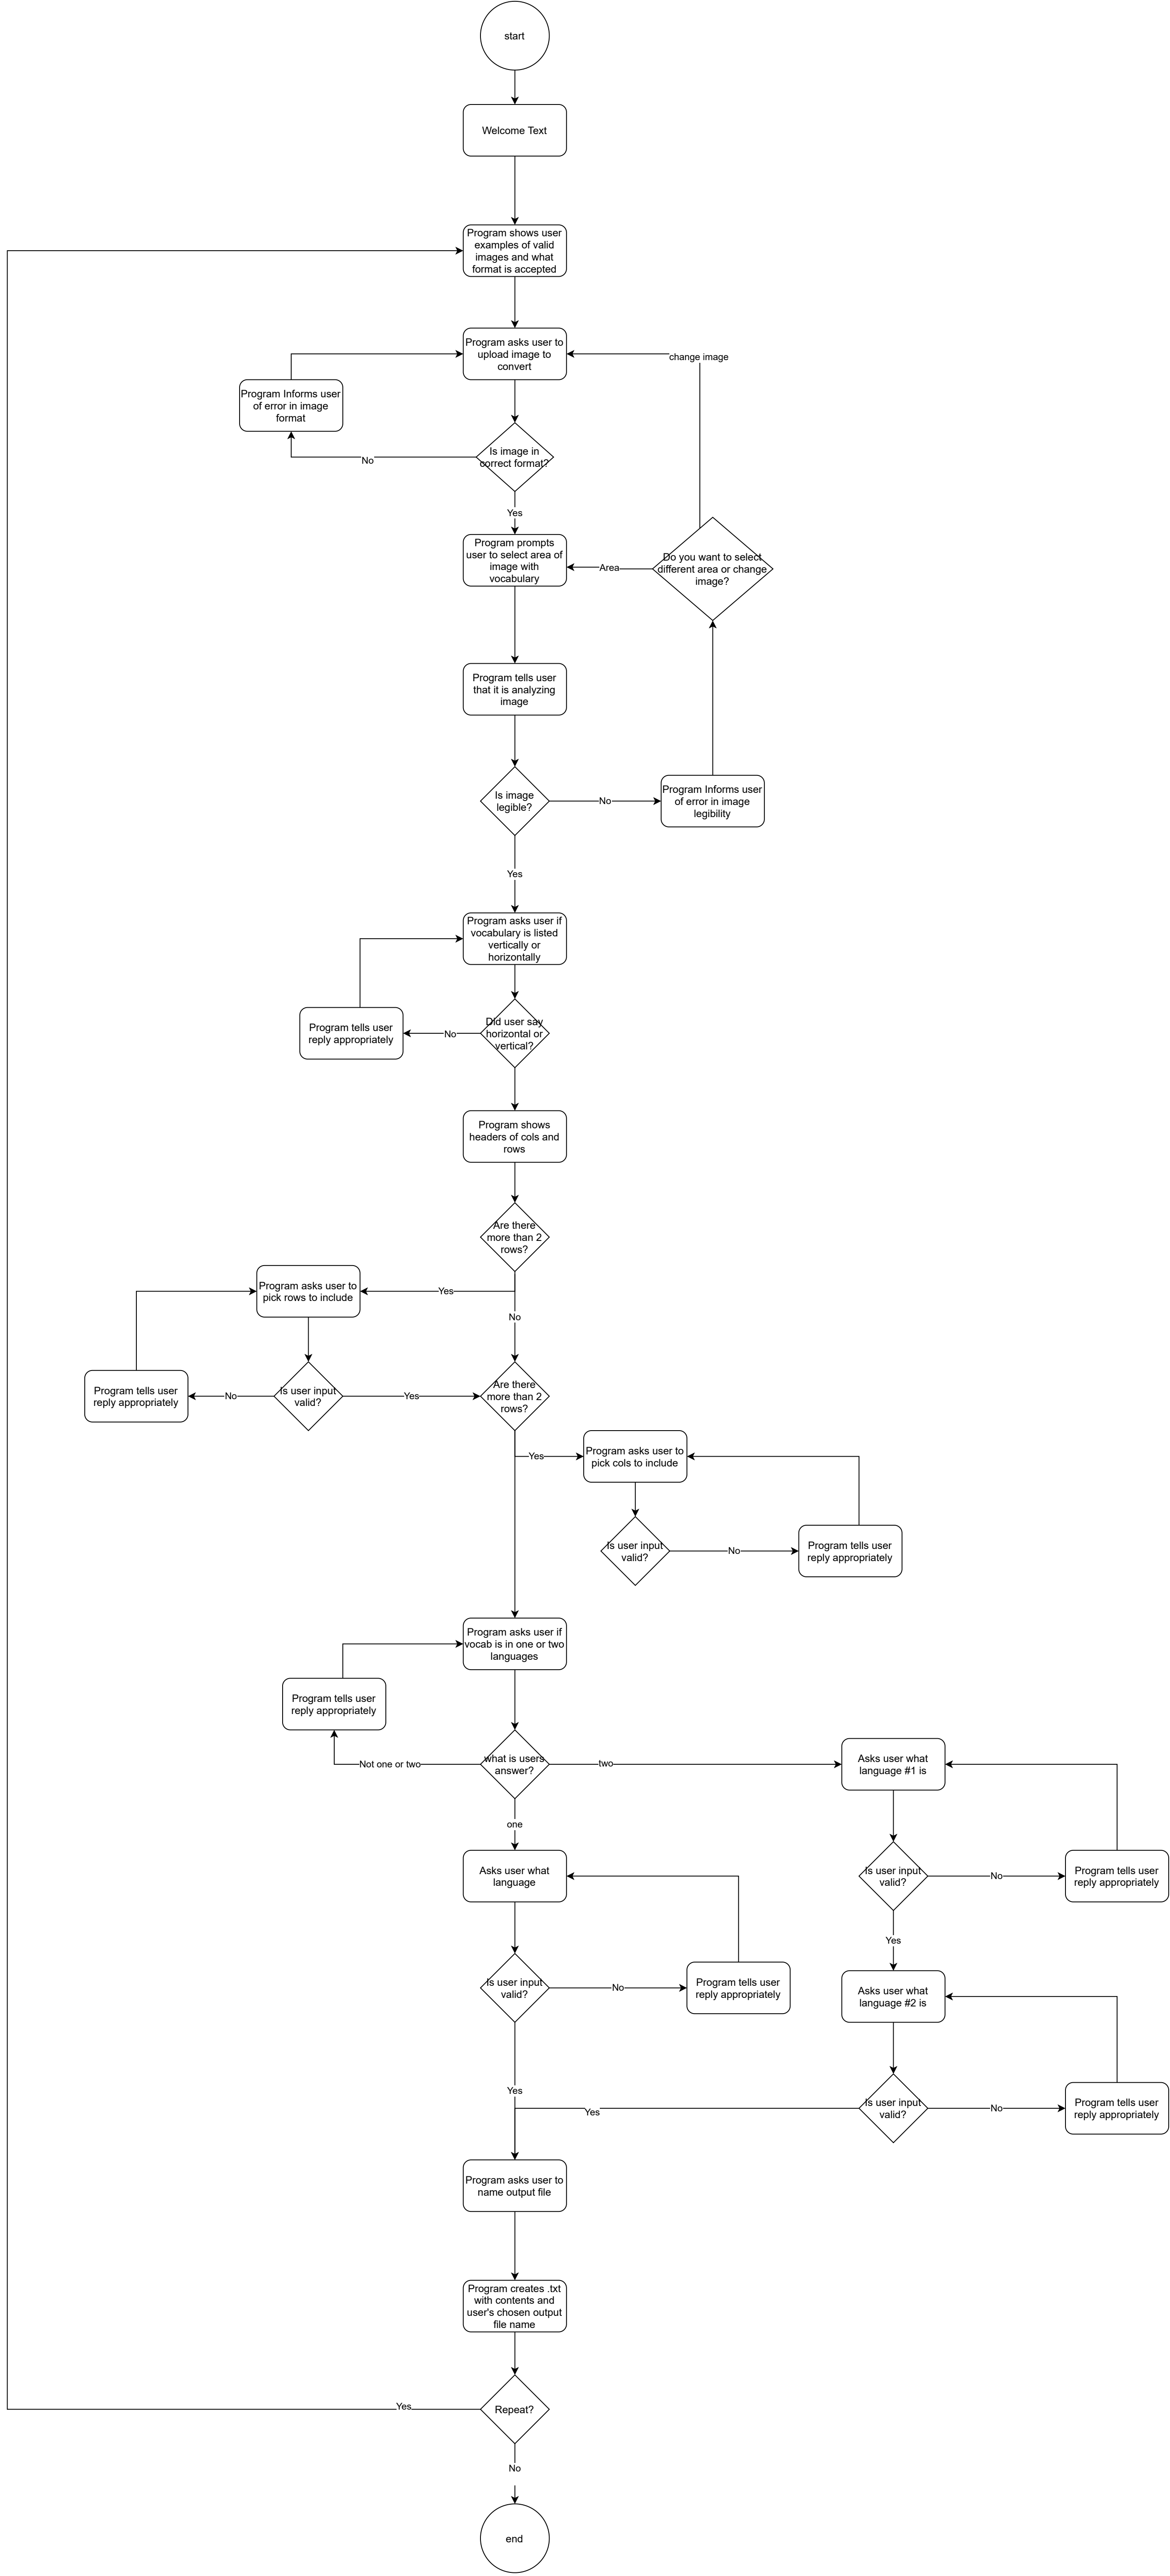 start
Welcome Text
Program shows user
examples of valid
images and what
format is accepted
Program asks user to
upload image to
convert
change image
Program Informs user
of error in image
format
Is image in
correct format?
No
Yes
Program prompts
user to select area of
image with
vocabulary
Area
Do you want to select
different area or change
image?
Program tells user
that it is analyzing
image
Is image
legible?
No
Program Informs user
of error in image
legibility
Yes
Program asks user if
vocabulary is listed
vertically or
horizontally
Program tells user
reply appropriately
No
Did user say
horizontal or
vertical?
Program shows
headers of cols and
rows
Are there
more than 2
rows?
Program asks user to
pick rows to include
Yes
No
Program tells user
reply appropriately
No
Is user input
valid?
Yes
Are there
more than 2
rows?
Yes
Program asks user to
pick cols to include
Is user input
valid?
No
Program tells user
reply appropriately
Program asks user if
vocab is in one or two
languages
Program tells user
reply appropriately
Not one or two
what is users
answer?
two
Asks user what
language #1 is
one
Asks user what
language
Is user input
valid?
No
Program tells user
reply appropriately
Yes
Is user input
valid?
No
Program tells user
reply appropriately
Asks user what
language #2 is
Yes
Yes
Is user input
valid?
No
Program tells user
reply appropriately
Program asks user to
name output file
Program creates .txt
with contents and
user's chosen output
file name
Yes
Repeat?
No
end